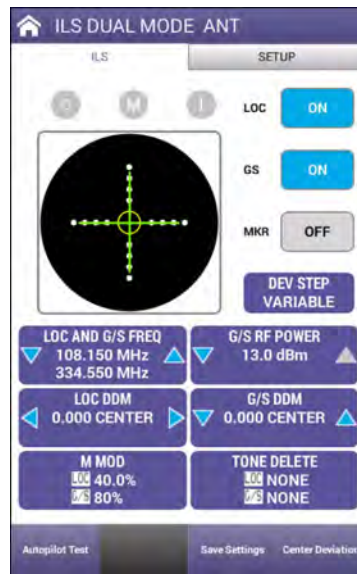 ILS DUAL MODE ANT
ILS SETUP
O M I
LOC ON
GS ON
MKR OFF
DEV STEP
VARIABLE
LOC AND G/S FREQ
108.150 MHz
334.550 MHz
G/S RF POWER
13.0 dBm
LOC DDM
0.000 CENTER
G/S DDM
0.000 CENTER
M MOD
LOC 40.0%
G/S 80%
TONE DELETE
LOC NONE
G/S NONE
Autopilot Test Save Settings Center Deviation